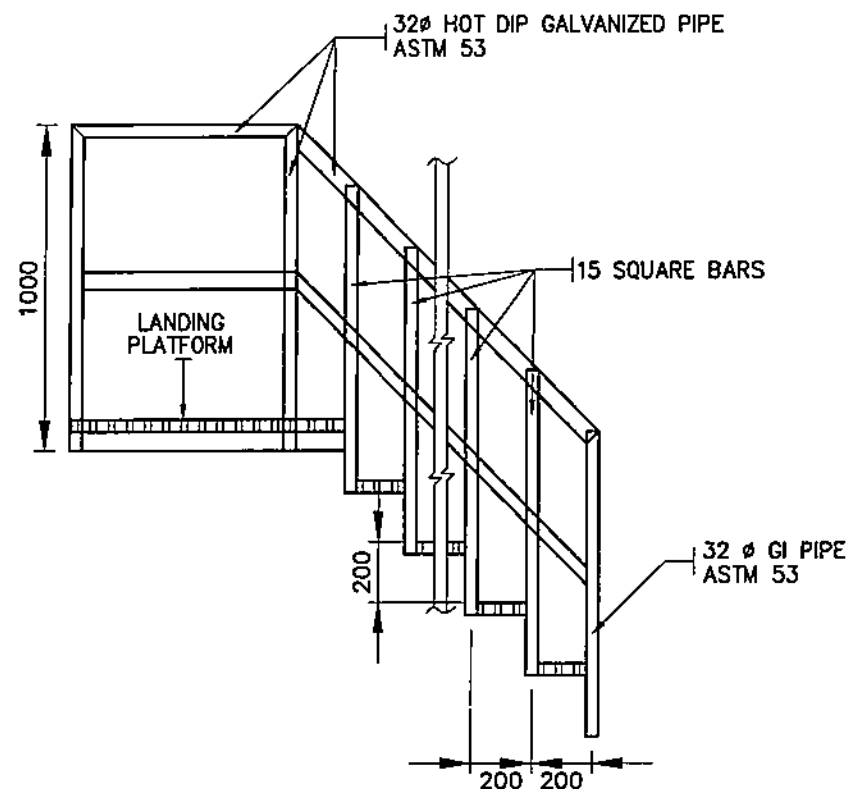 32ø HOT DIP GALVANIZED PIPE
ASTM 53
1000
15 SQUARE BARS
LANDING
PLATFORM
200
32 ø GI PIPE
ASTM 53
200 200